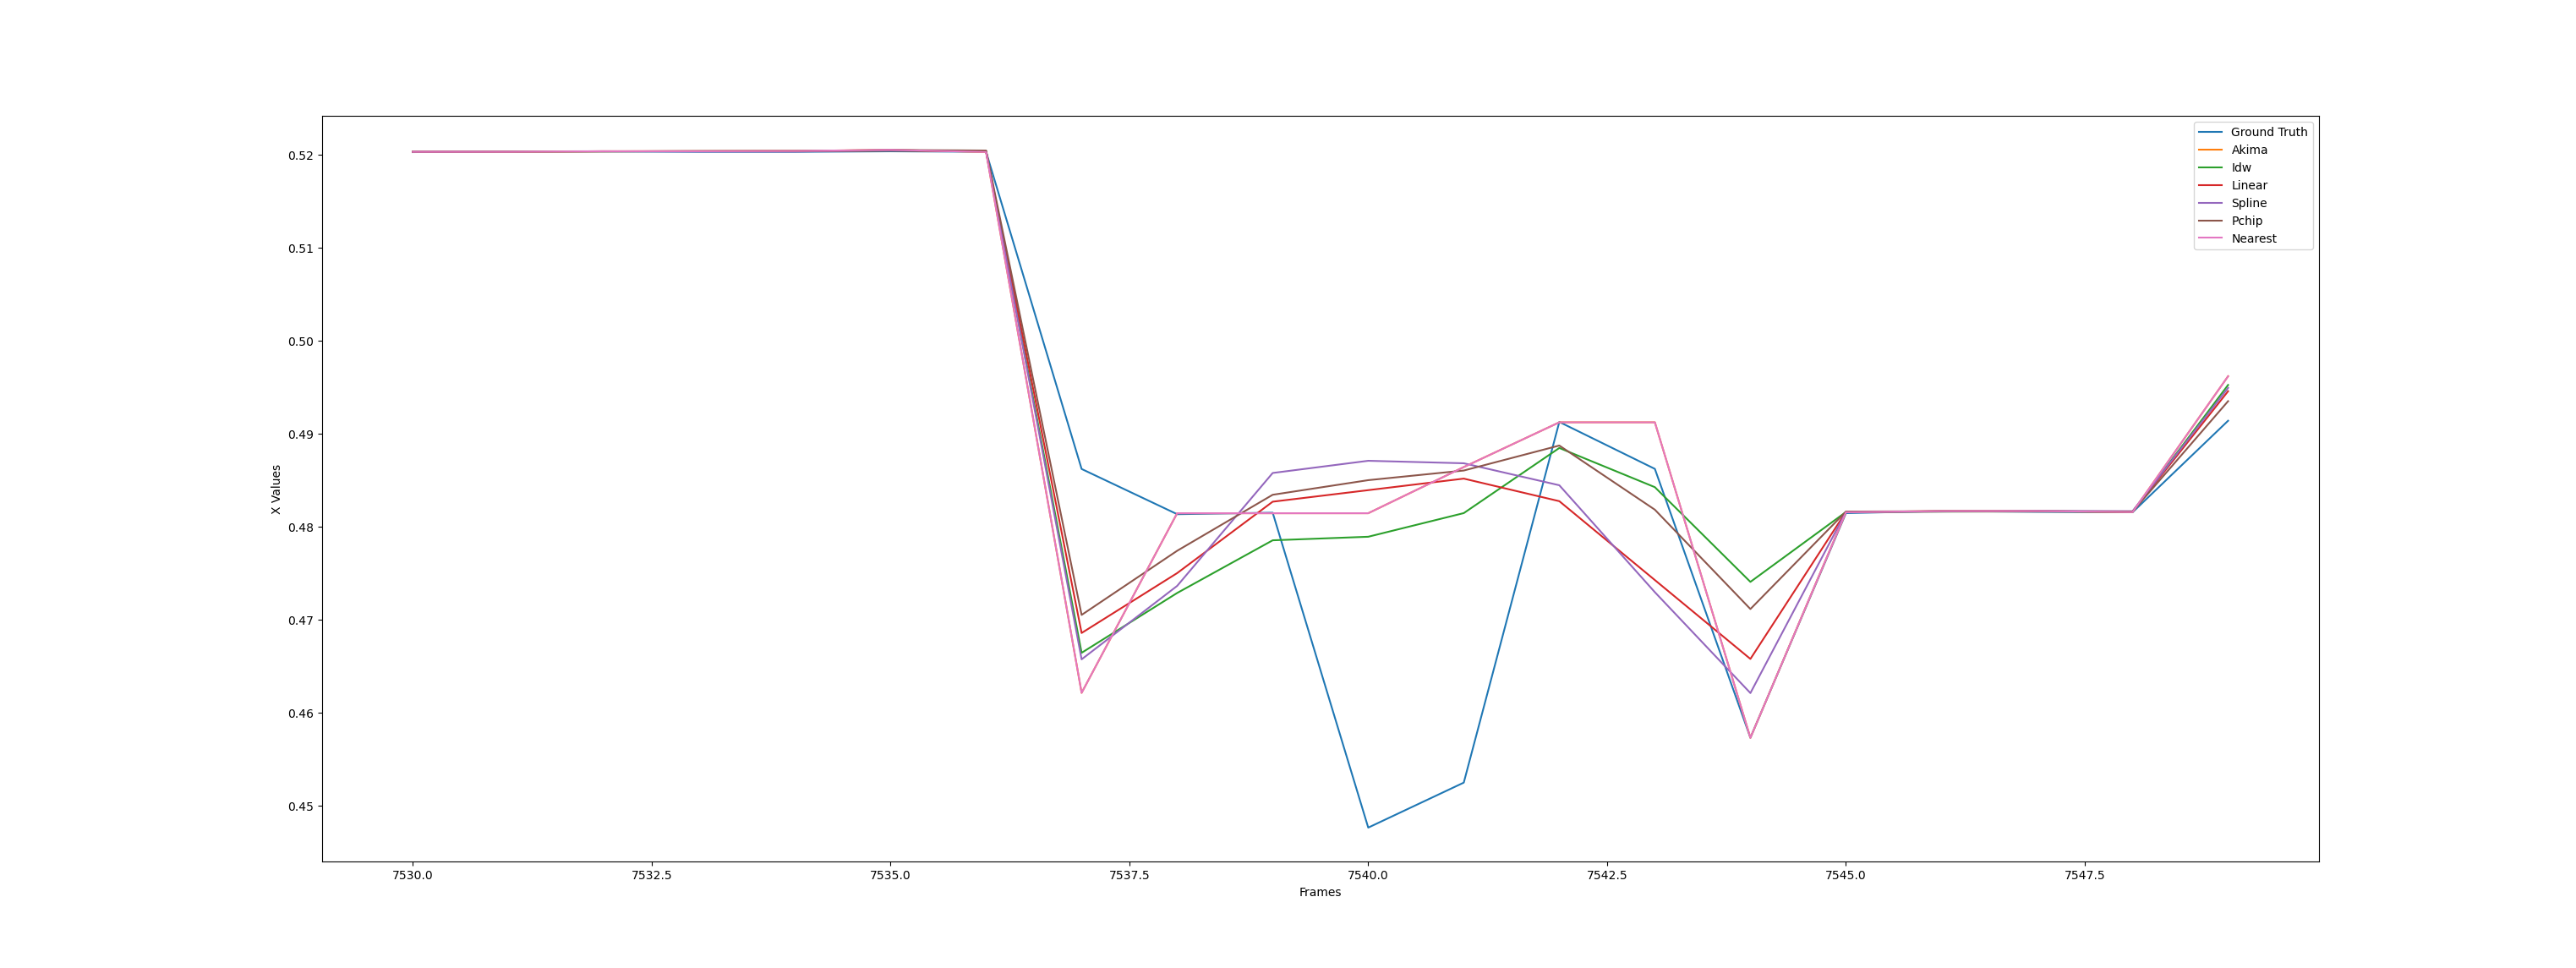 Ground Truth
Akima
Idw
Linear
Spline
Pchip
Nearest
0.52
0.51
0.50
0.49
0.48
0.47
0.46
0.45
X Values
7530.0 7532.5 7535.0 7537.5 7540.0 7542.5 7545.0 7547.5
Frames